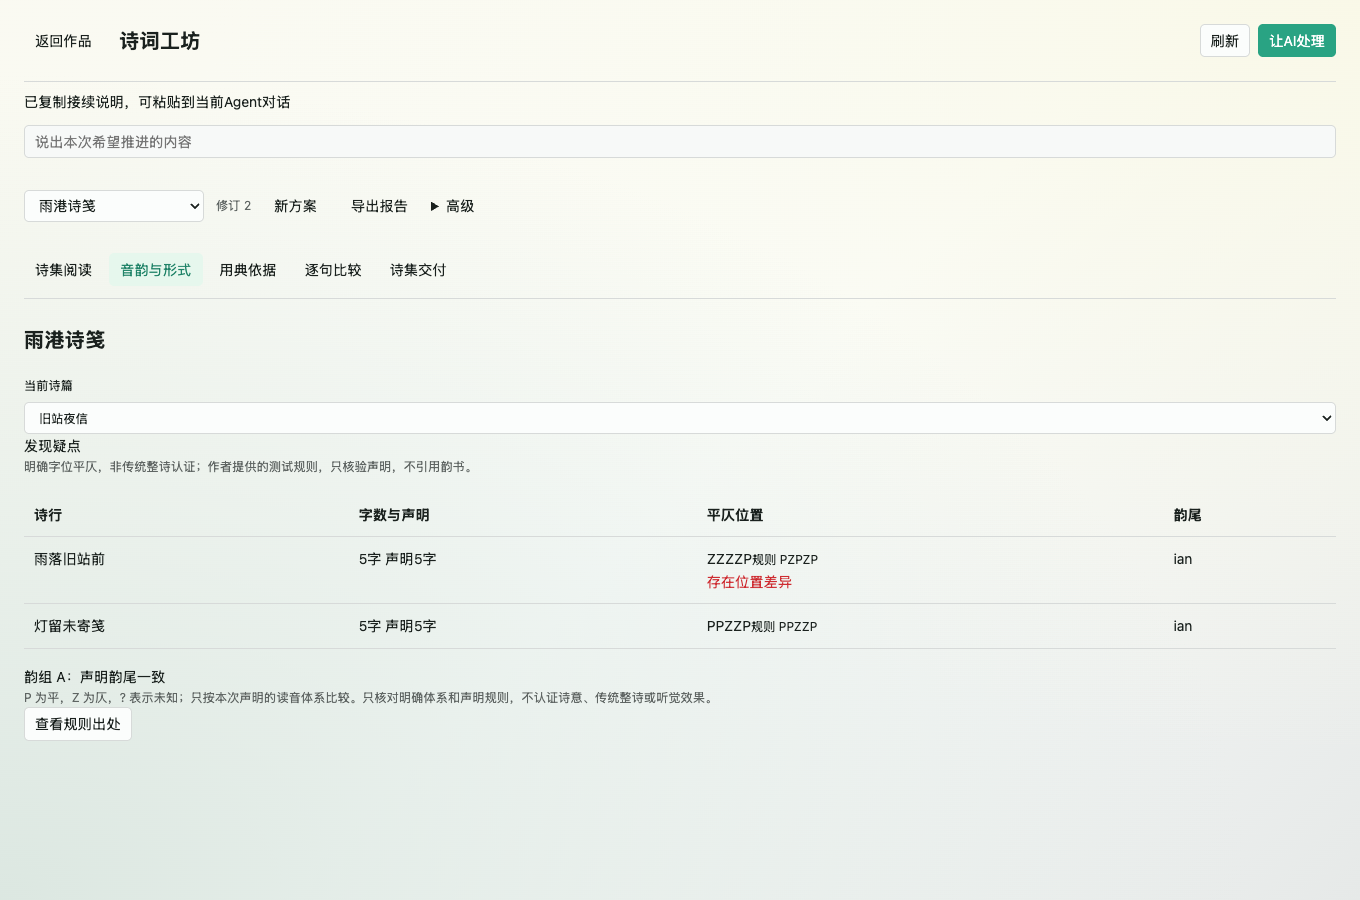 返回作品 诗词工坊 刷新 让AI处理
已复制接续说明，可粘贴到当前Agent对话
说出本次希望推进的内容
雨港诗笺 修订 2 新方案 导出报告 ▶ 高级
诗集阅读 音韵与形式 用典依据 逐句比较 诗集交付
雨港诗笺
当前诗篇
旧站夜信
发现疑点
明确字位平仄，非传统整诗认证；作者提供的测试规则，只核验声明，不引用韵书。
诗行 字数与声明 平仄位置 韵尾
雨落旧站前 5字 声明5字 ZZZZP规则 PZPZP ian
存在位置差异
灯留未寄笺 5字 声明5字 PPZZP规则 PPZZP ian
韵组 A：声明韵尾一致
P 为平，Z 为仄，? 表示未知；只按本次声明的读音体系比较。只核对明确体系和声明规则，不认证诗意、传统整诗或听觉效果。
查看规则出处